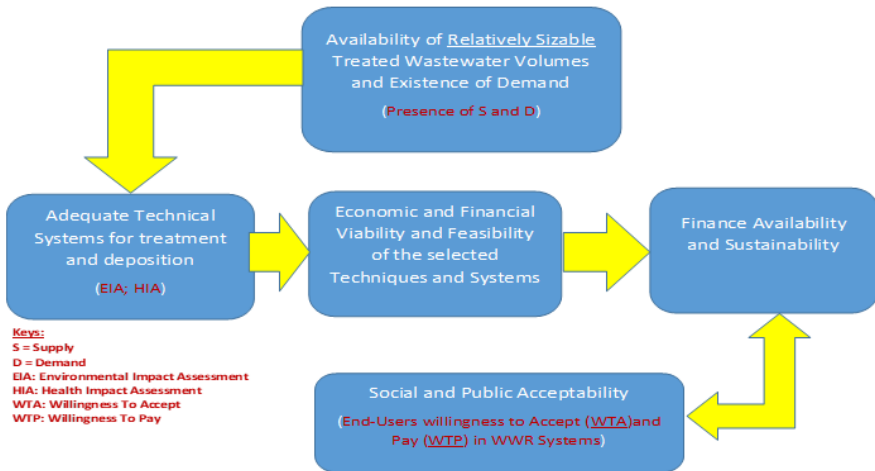 Availability of Relatively Sizable
Treated Wastewater Volumes
and Existence of Demand
(Presence of S and D)
Adequate Technical
Systems for treatment
and deposition
(EIA; HIA)
Economic and Financial
Viability and Feasibility
of the selected
Techniques and Systems
Finance Availability
and Sustainability
Keys:
S = Supply
D = Demand
EIA: Environmental Impact Assessment
HIA: Health Impact Assessment
WTA: Willingness To Accept
WTP: Willingness To Pay
Social and Public Acceptability
(End-Users willingness to Accept (WTA)and
Pay (WTP) in WWR Systems)